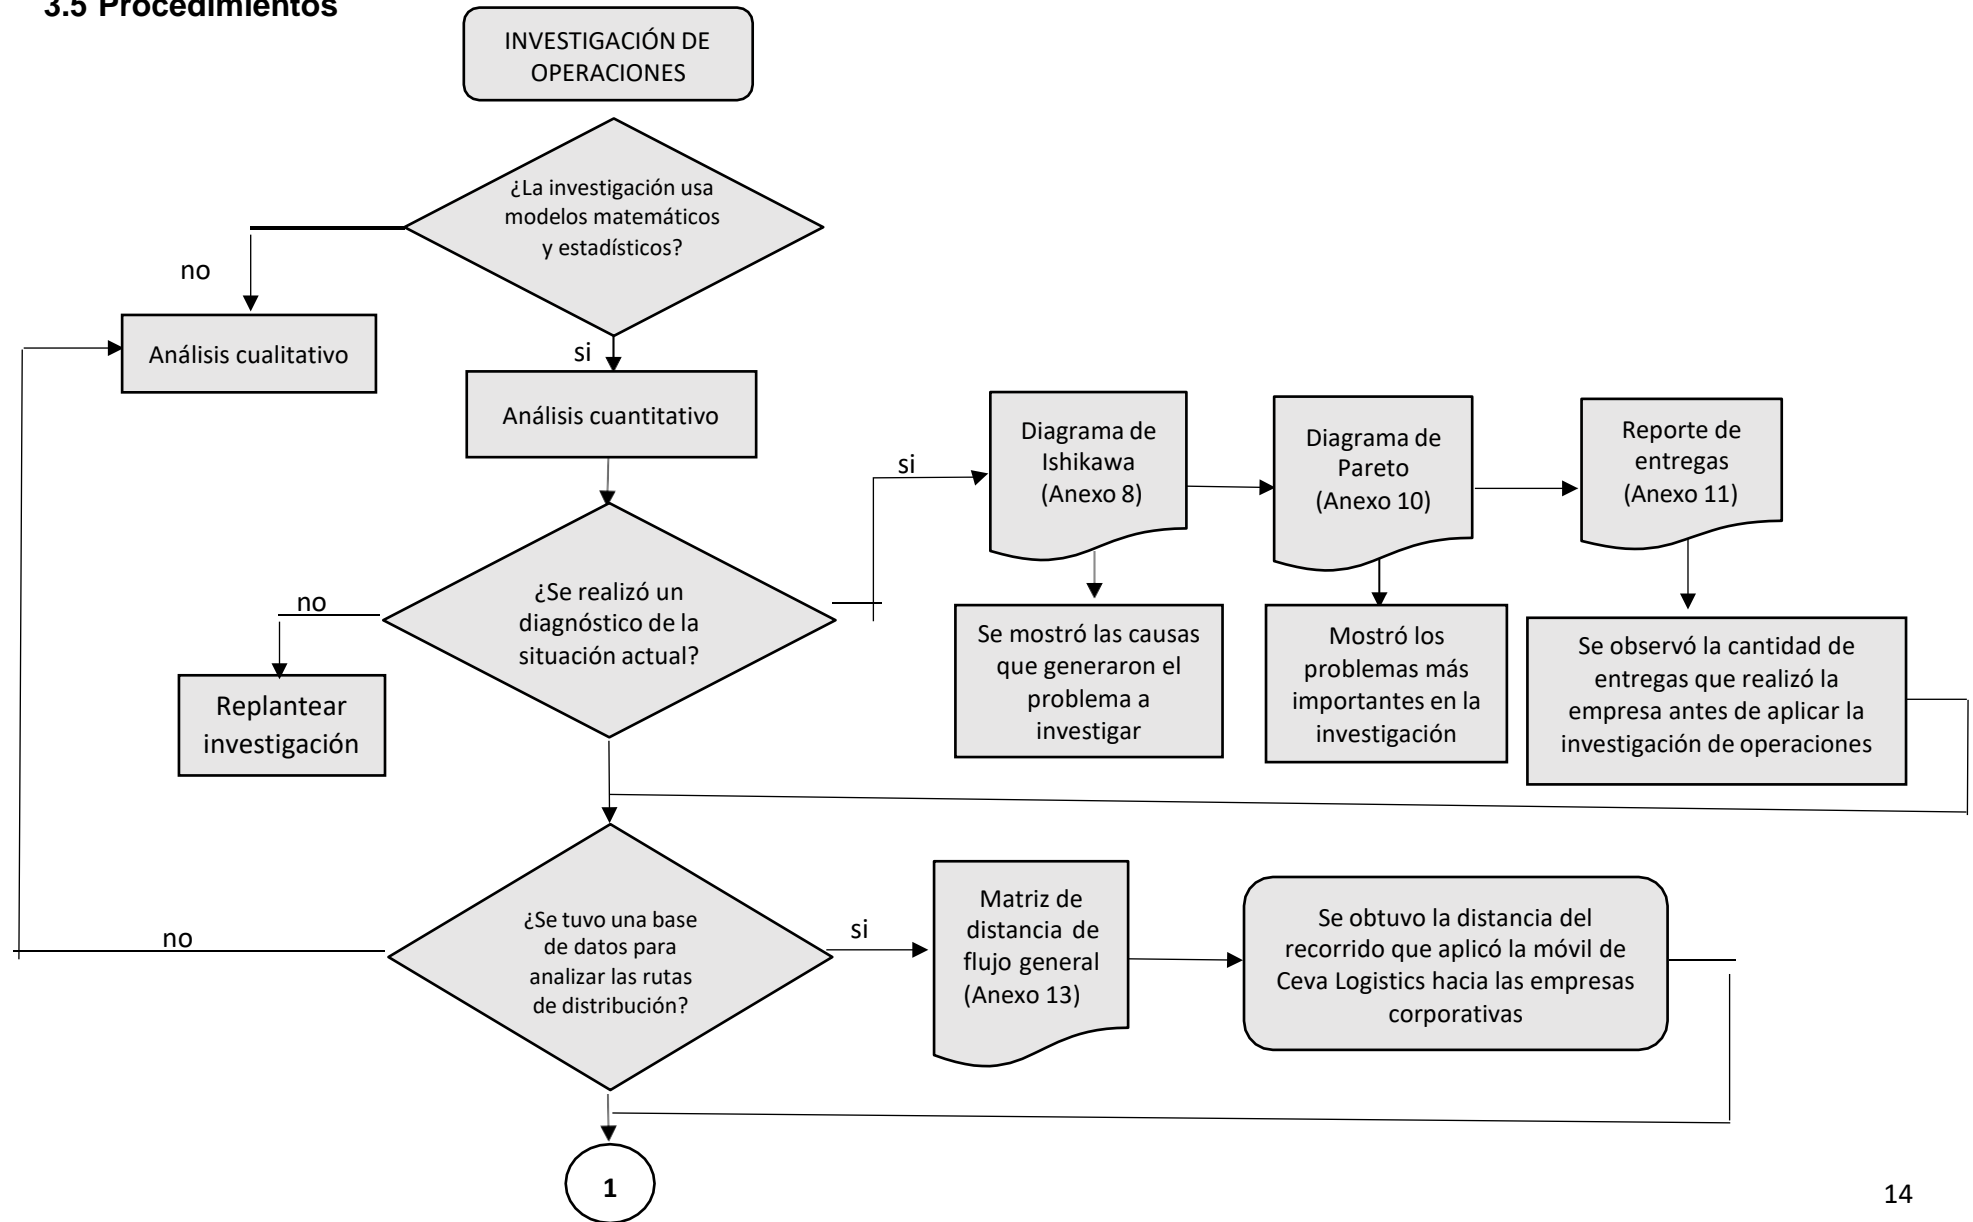 3.5 Procedimientos
INVESTIGACIÓN DE
OPERACIONES
¿La investigación usa
modelos matemáticos
y estadísticos?
no
Análisis cualitativo
si
Análisis cuantitativo
si
Diagrama de
Ishikawa
(Anexo 8)
Diagrama de
Pareto
(Anexo 10)
Reporte de
entregas
(Anexo 11)
¿Se realizó un
diagnóstico de la
situación actual?
no
Replantear
investigación
Se mostró las causas
que generaron el
problema a
investigar
Mostró los
problemas más
importantes en la
investigación
Se observó la cantidad de
entregas que realizó la
empresa antes de aplicar la
investigación de operaciones
¿Se tuvo una base
de datos para
analizar las rutas
de distribución?
no
si
Matriz de
distancia de
flujo general
(Anexo 13)
Se obtuvo la distancia del
recorrido que aplicó la móvil de
Ceva Logistics hacia las empresas
corporativas
1
14